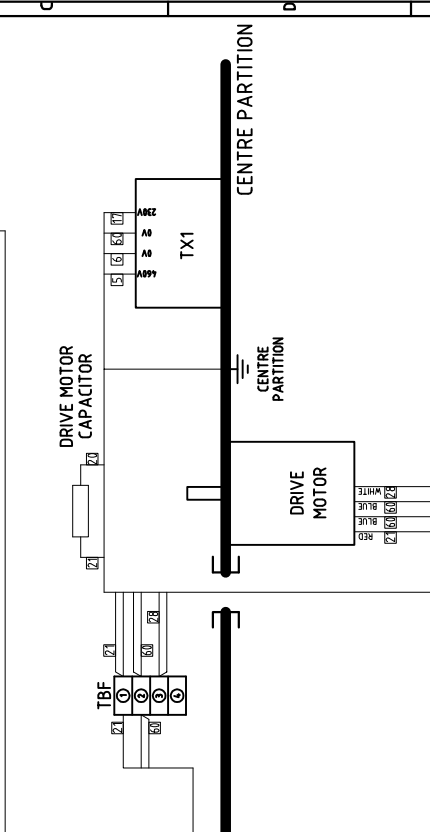 C
D
CENTRE PARTITION
17
60
6
5
230V
0V
0V
460V
TX1
DRIVE MOTOR
CAPACITOR
20
21
CENTRE
PARTITION
DRIVE
MOTOR
WHITE 28
BLUE 60
BLUE 60
RED 21
28
21
60
TBF
1
2
3
4
21
60